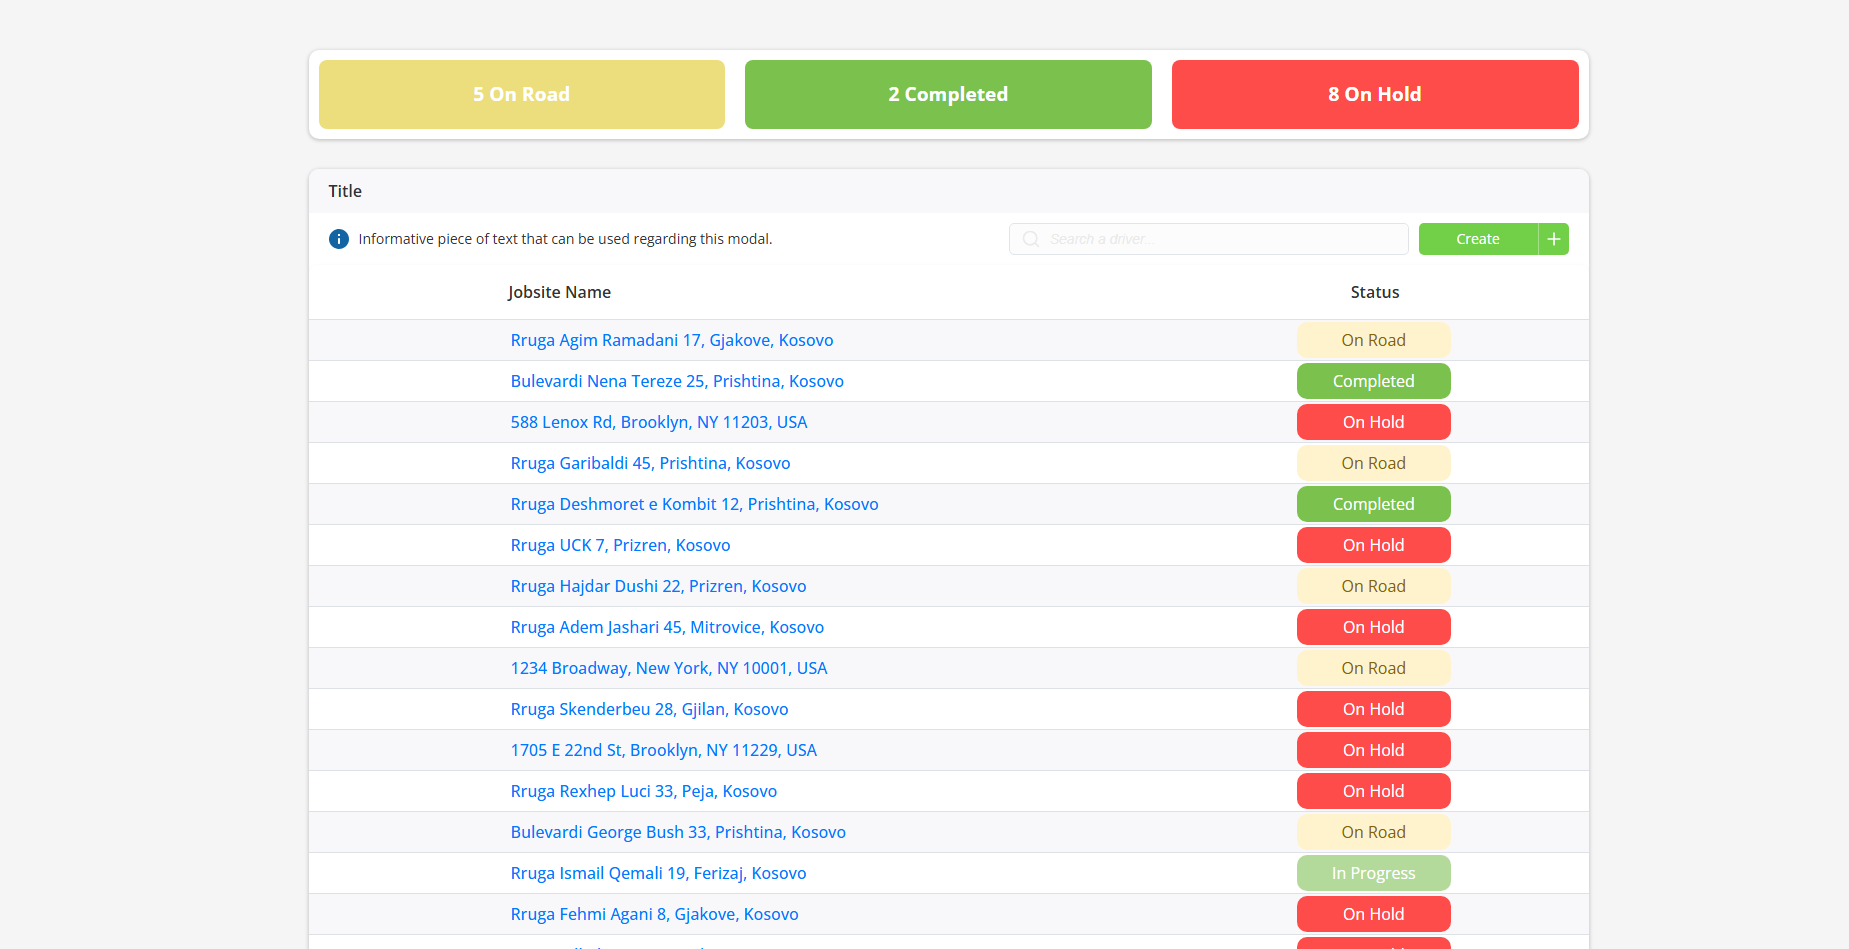 5 On Road 2 Completed 8 On Hold
Title
Informative piece of text that can be used regarding this modal. Search a driver... Create
Jobsite Name Status
Rruga Agim Ramadani 17, Gjakove, Kosovo On Road
Bulevardi Nena Tereze 25, Prishtina, Kosovo Completed
588 Lenox Rd, Brooklyn, NY 11203, USA On Hold
Rruga Garibaldi 45, Prishtina, Kosovo On Road
Rruga Deshmoret e Kombit 12, Prishtina, Kosovo Completed
Rruga UCK 7, Prizren, Kosovo On Hold
Rruga Hajdar Dushi 22, Prizren, Kosovo On Road
Rruga Adem Jashari 45, Mitrovice, Kosovo On Hold
1234 Broadway, New York, NY 10001, USA On Road
Rruga Skenderbeu 28, Gjilan, Kosovo On Hold
1705 E 22nd St, Brooklyn, NY 11229, USA On Hold
Rruga Rexhep Luci 33, Peja, Kosovo On Hold
Bulevardi George Bush 33, Prishtina, Kosovo On Road
Rruga Ismail Qemali 19, Ferizaj, Kosovo In Progress
Rruga Fehmi Agani 8, Gjakove, Kosovo On Hold